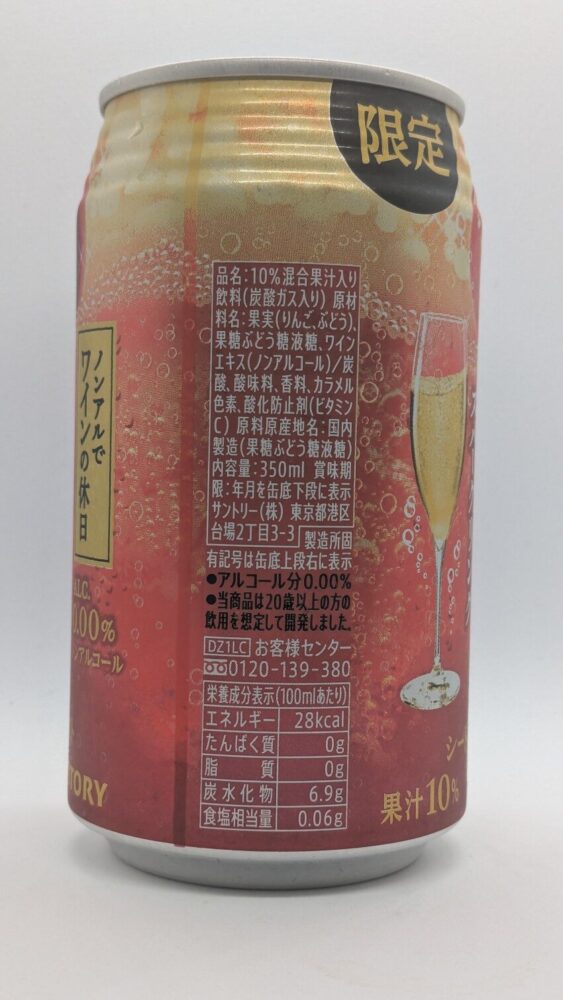 限定
ノンアルで
ワインの休日
ALC.
0.00%
ノンアルコール
TORY
品名:10%混合果汁入り
飲料(炭酸ガス入り) 原材
料名:果実(りんご、ぶどう)、
果糖ぶどう糖液糖、ワイン
エキス(ノンアルコール)/炭
酸、酸味料、香料、カラメル
色素、酸化防止剤(ビタミン
C) 原料原産地名:国内
製造(果糖ぶどう糖液糖)
内容量:350ml 賞味期
限:年月を缶底下段に表示
サントリー(株) 東京都港区
台場2丁目3-3 製造所固
有記号は缶底上段右に表示
●アルコール分0.00%
●当商品は20歳以上の方の
飲用を想定して開発しました。
DZ1LC お客様センター
0120-139-380
栄養成分表示(100mlあたり)
エネルギー 28kcal
たんぱく質 0g
脂質 0g
炭水化物 6.9g
食塩相当量 0.06g
果汁10%